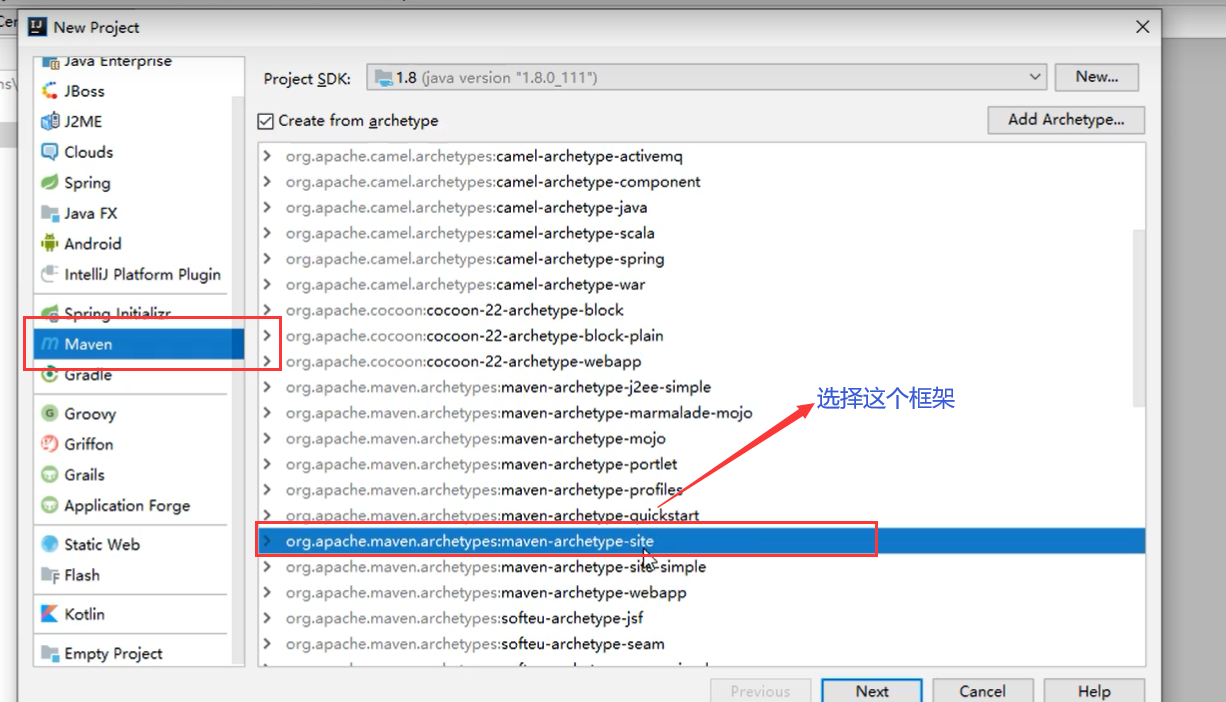 Cer
New Project
ns\
Java Enterprise
JBoss
J2ME
Clouds
Spring
Java FX
Android
IntelliJ Platform Plugin
Spring Initializr
Maven
Gradle
Groovy
Griffon
Grails
Application Forge
Static Web
Flash
Kotlin
Empty Project
Project SDK:
1.8 (java version "1.8.0_111")
New...
Create from archetype
Add Archetype...
org.apache.camel.archetypes:camel-archetype-activemq
org.apache.camel.archetypes:camel-archetype-component
org.apache.camel.archetypes:camel-archetype-java
org.apache.camel.archetypes:camel-archetype-scala
org.apache.camel.archetypes:camel-archetype-spring
org.apache.camel.archetypes:camel-archetype-war
org.apache.cocoon:cocoon-22-archetype-block
org.apache.cocoon:cocoon-22-archetype-block-plain
org.apache.cocoon:cocoon-22-archetype-webapp
org.apache.maven.archetypes:maven-archetype-j2ee-simple
选择这个框架
org.apache.maven.archetypes:maven-archetype-marmalade-mojo
org.apache.maven.archetypes:maven-archetype-mojo
org.apache.maven.archetypes:maven-archetype-portlet
org.apache.maven.archetypes:maven-archetype-profiles
org.apache.maven.archetypes:maven-archetype-quickstart
org.apache.maven.archetypes:maven-archetype-site
org.apache.maven.archetypes:maven-archetype-site-simple
org.apache.maven.archetypes:maven-archetype-webapp
org.apache.maven.archetypes:softeu-archetype-jsf
org.apache.maven.archetypes:softeu-archetype-seam
Previous
Next
Cancel
Help